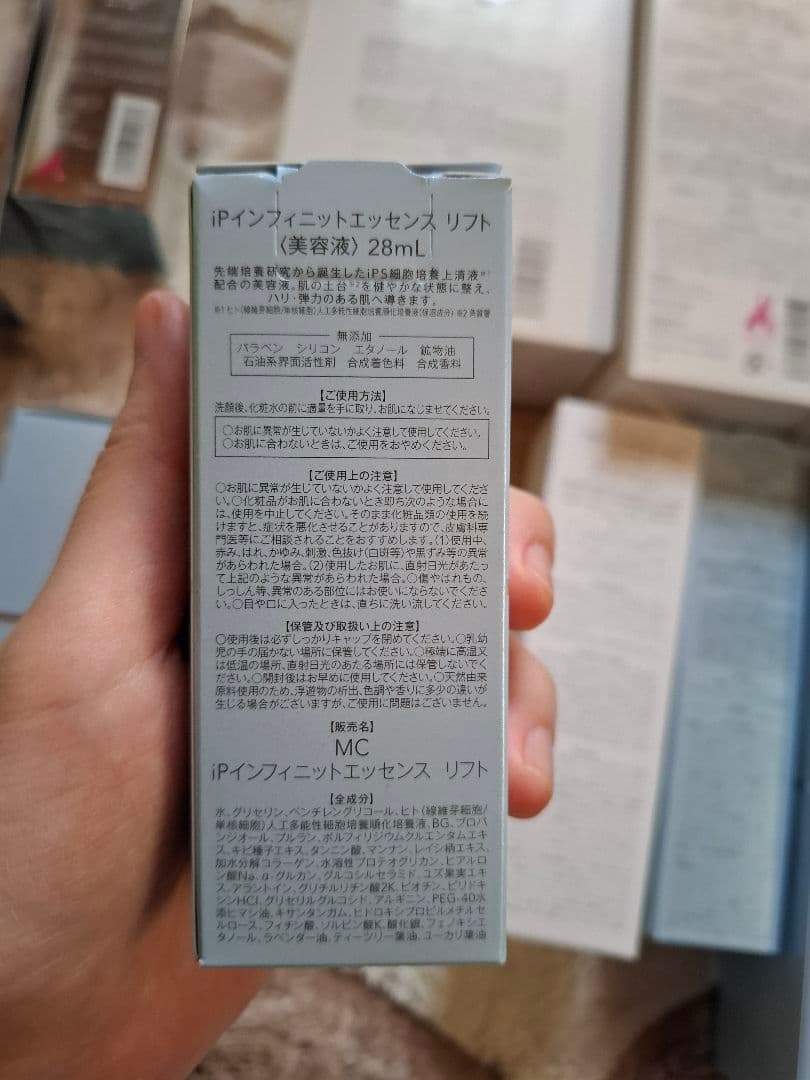 iPインフィニットエッセンス リフト
〈美容液〉28mL
先端培養研究から誕生したiPS細胞培養上清液※1
配合の美容液。肌の土台※2を健やかな状態に整え、
ハリ・弾力のある肌へ導きます。
※1 ヒト(線維芽細胞/単核細胞)人工多能性細胞培養順化培養液(保湿成分) ※2 角質層
無添加
パラベン シリコン エタノール 鉱物油
石油系界面活性剤 合成着色料 合成香料
【ご使用方法】
洗顔後、化粧水の前に適量を手に取り、お肌になじませてください。
○お肌に異常が生じていないかよく注意して使用してください。
○お肌に合わないときは、ご使用をおやめください。
【ご使用上の注意】
○お肌に異常が生じていないかよく注意して使用してくださ
い。○化粧品がお肌に合わないとき即ち次のような場合に
は、使用を中止してください。そのまま化粧品類の使用を続
けますと、症状を悪化させることがありますので、皮膚科専
門医等にご相談されることをおすすめします。(1)使用中、
赤み、はれ、かゆみ、刺激、色抜け(白斑等)や黒ずみ等の異常
があらわれた場合。(2)使用したお肌に、直射日光があたっ
て上記のような異常があらわれた場合。○傷やはれもの、
しっしん等、異常のある部位にはお使いにならないでくださ
い。○目や口に入ったときは、直ちに洗い流してください。
【保管及び取扱い上の注意】
○使用後は必ずしっかりキャップを閉めてください。○乳幼
児の手の届かない場所に保管してください。○極端に高温又
は低温の場所、直射日光のあたる場所には保管しないでく
ださい。○開封後はお早めに使用してください。○天然由来
原料使用のため、浮遊物の析出、色調や香りに多少の違いが
生じる場合がございますが、ご使用に問題はございません。
【販売名】
MC
iPインフィニットエッセンス リフト
【全成分】
水、グリセリン、ペンチレングリコール、ヒト(線維芽細胞/
単核細胞)人工多能性細胞培養順化培養液、BG、プロパ
ンジオール、プルラン、ポルフィリジウムクルエンタムエキ
ス、キビ種子エキス、タンニン酸、マンナン、レイシ柄エキス、
加水分解コラーゲン、水溶性プロテオグリカン、ヒアルロ
ン酸Na、α-グルカン、グルコシルセラミド、ユズ果実エキ
ス、アラントイン、グリチルリチン酸2K、ビオチン、ピリドキ
シンHCl、グリセリルグルコシド、アルギニン、PEG-40水
添ヒマシ油、キサンタンガム、ヒドロキシプロピルメチルセ
ルロース、フィチン酸、ソルビン酸K、酸化銀、フェノキシエ
タノール、ラベンダー油、ティーツリー葉油、ユーカリ葉油